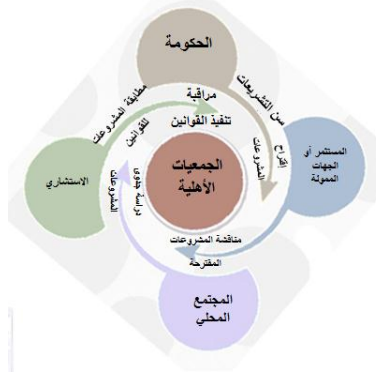 الحكومة
سن التشريعات
مراقبة
تنفيذ القوانين
مطابقة المشروعات
للقوانين
المستثمر أو
الجهات
الممولة
إقتراح
المشروعات
الجمعيات
الأهلية
الاستشاري
دراسة جدوى
المشروعات
مناقشة المشروعات
المقترحة
المجتمع
المحلي